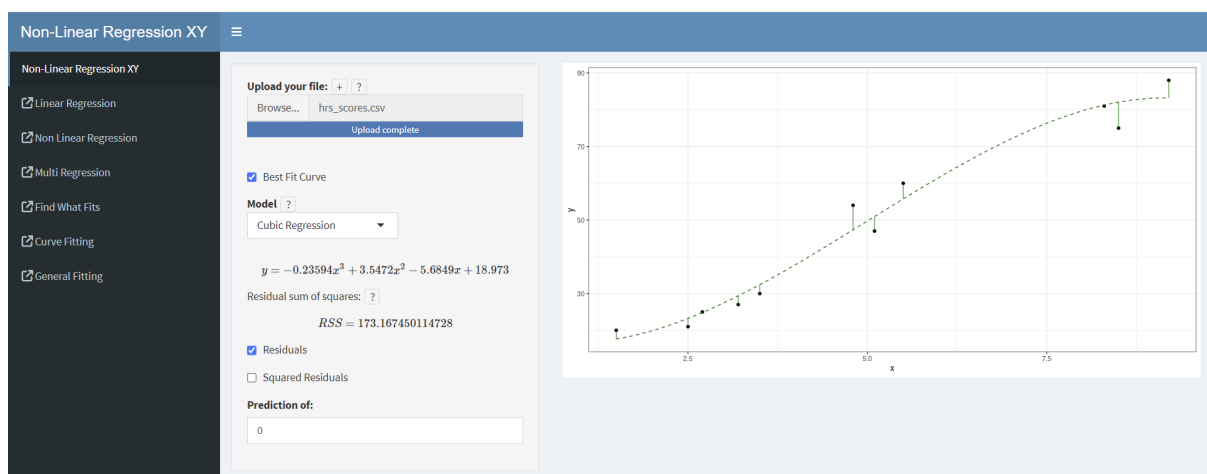 Non-Linear Regression XY
Non-Linear Regression XY
Linear Regression
Non Linear Regression
Multi Regression
Find What Fits
Curve Fitting
General Fitting
Upload your file: + ?
Browse... hrs_scores.csv
Upload complete
Best Fit Curve
Model ?
Cubic Regression
y = −0.23594x³ + 3.5472x² − 5.6849x + 18.973
Residual sum of squares: ?
RSS = 173.167450114728
Residuals
Squared Residuals
Prediction of:
0
90
70
50
30
y
2.5 5.0 7.5
x